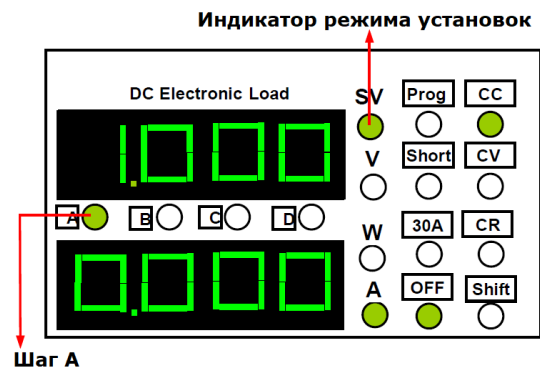 Индикатор режима установок
DC Electronic Load
SV Prog CC
1.000
V Short CV
A B C D
W 30A CR
0.000
A OFF Shift
Шаг A